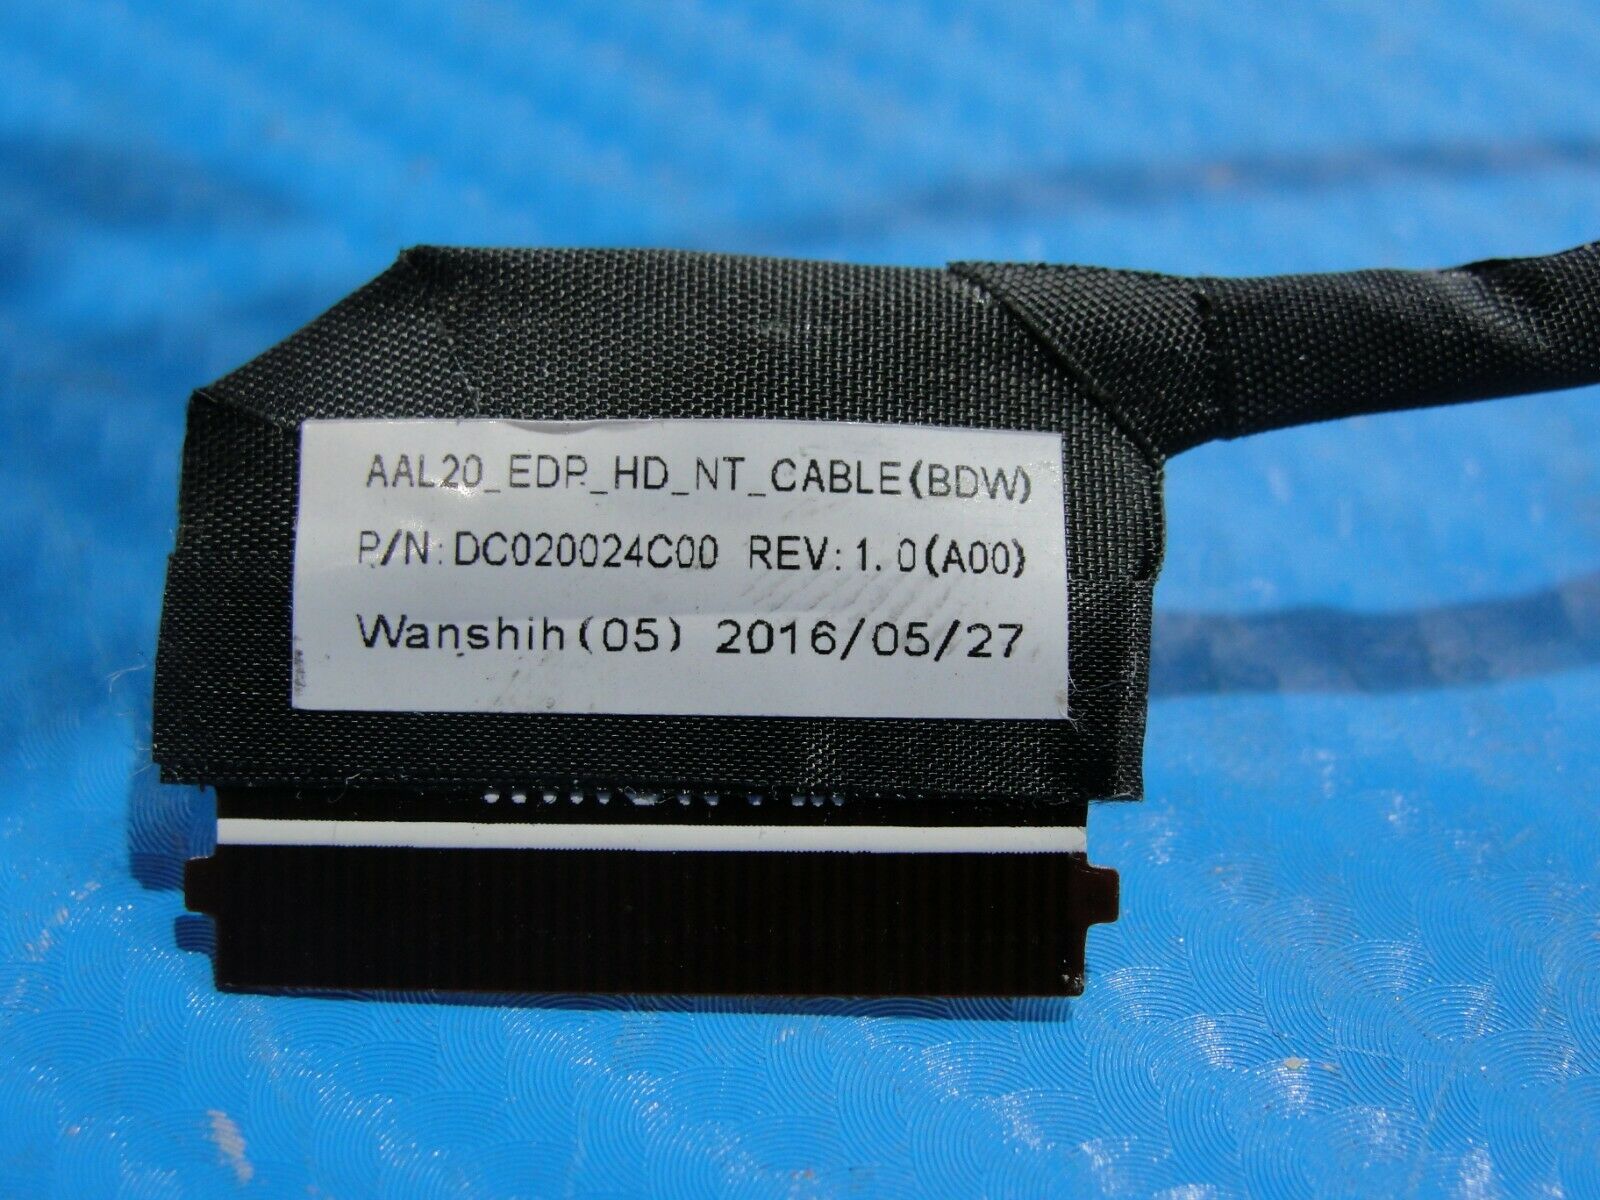 AAL20_EDP_HD_NT_CABLE(BDW)
P/N:DC020024C00 REV:1.0(A00)
Wanshih(05) 2016/05/27